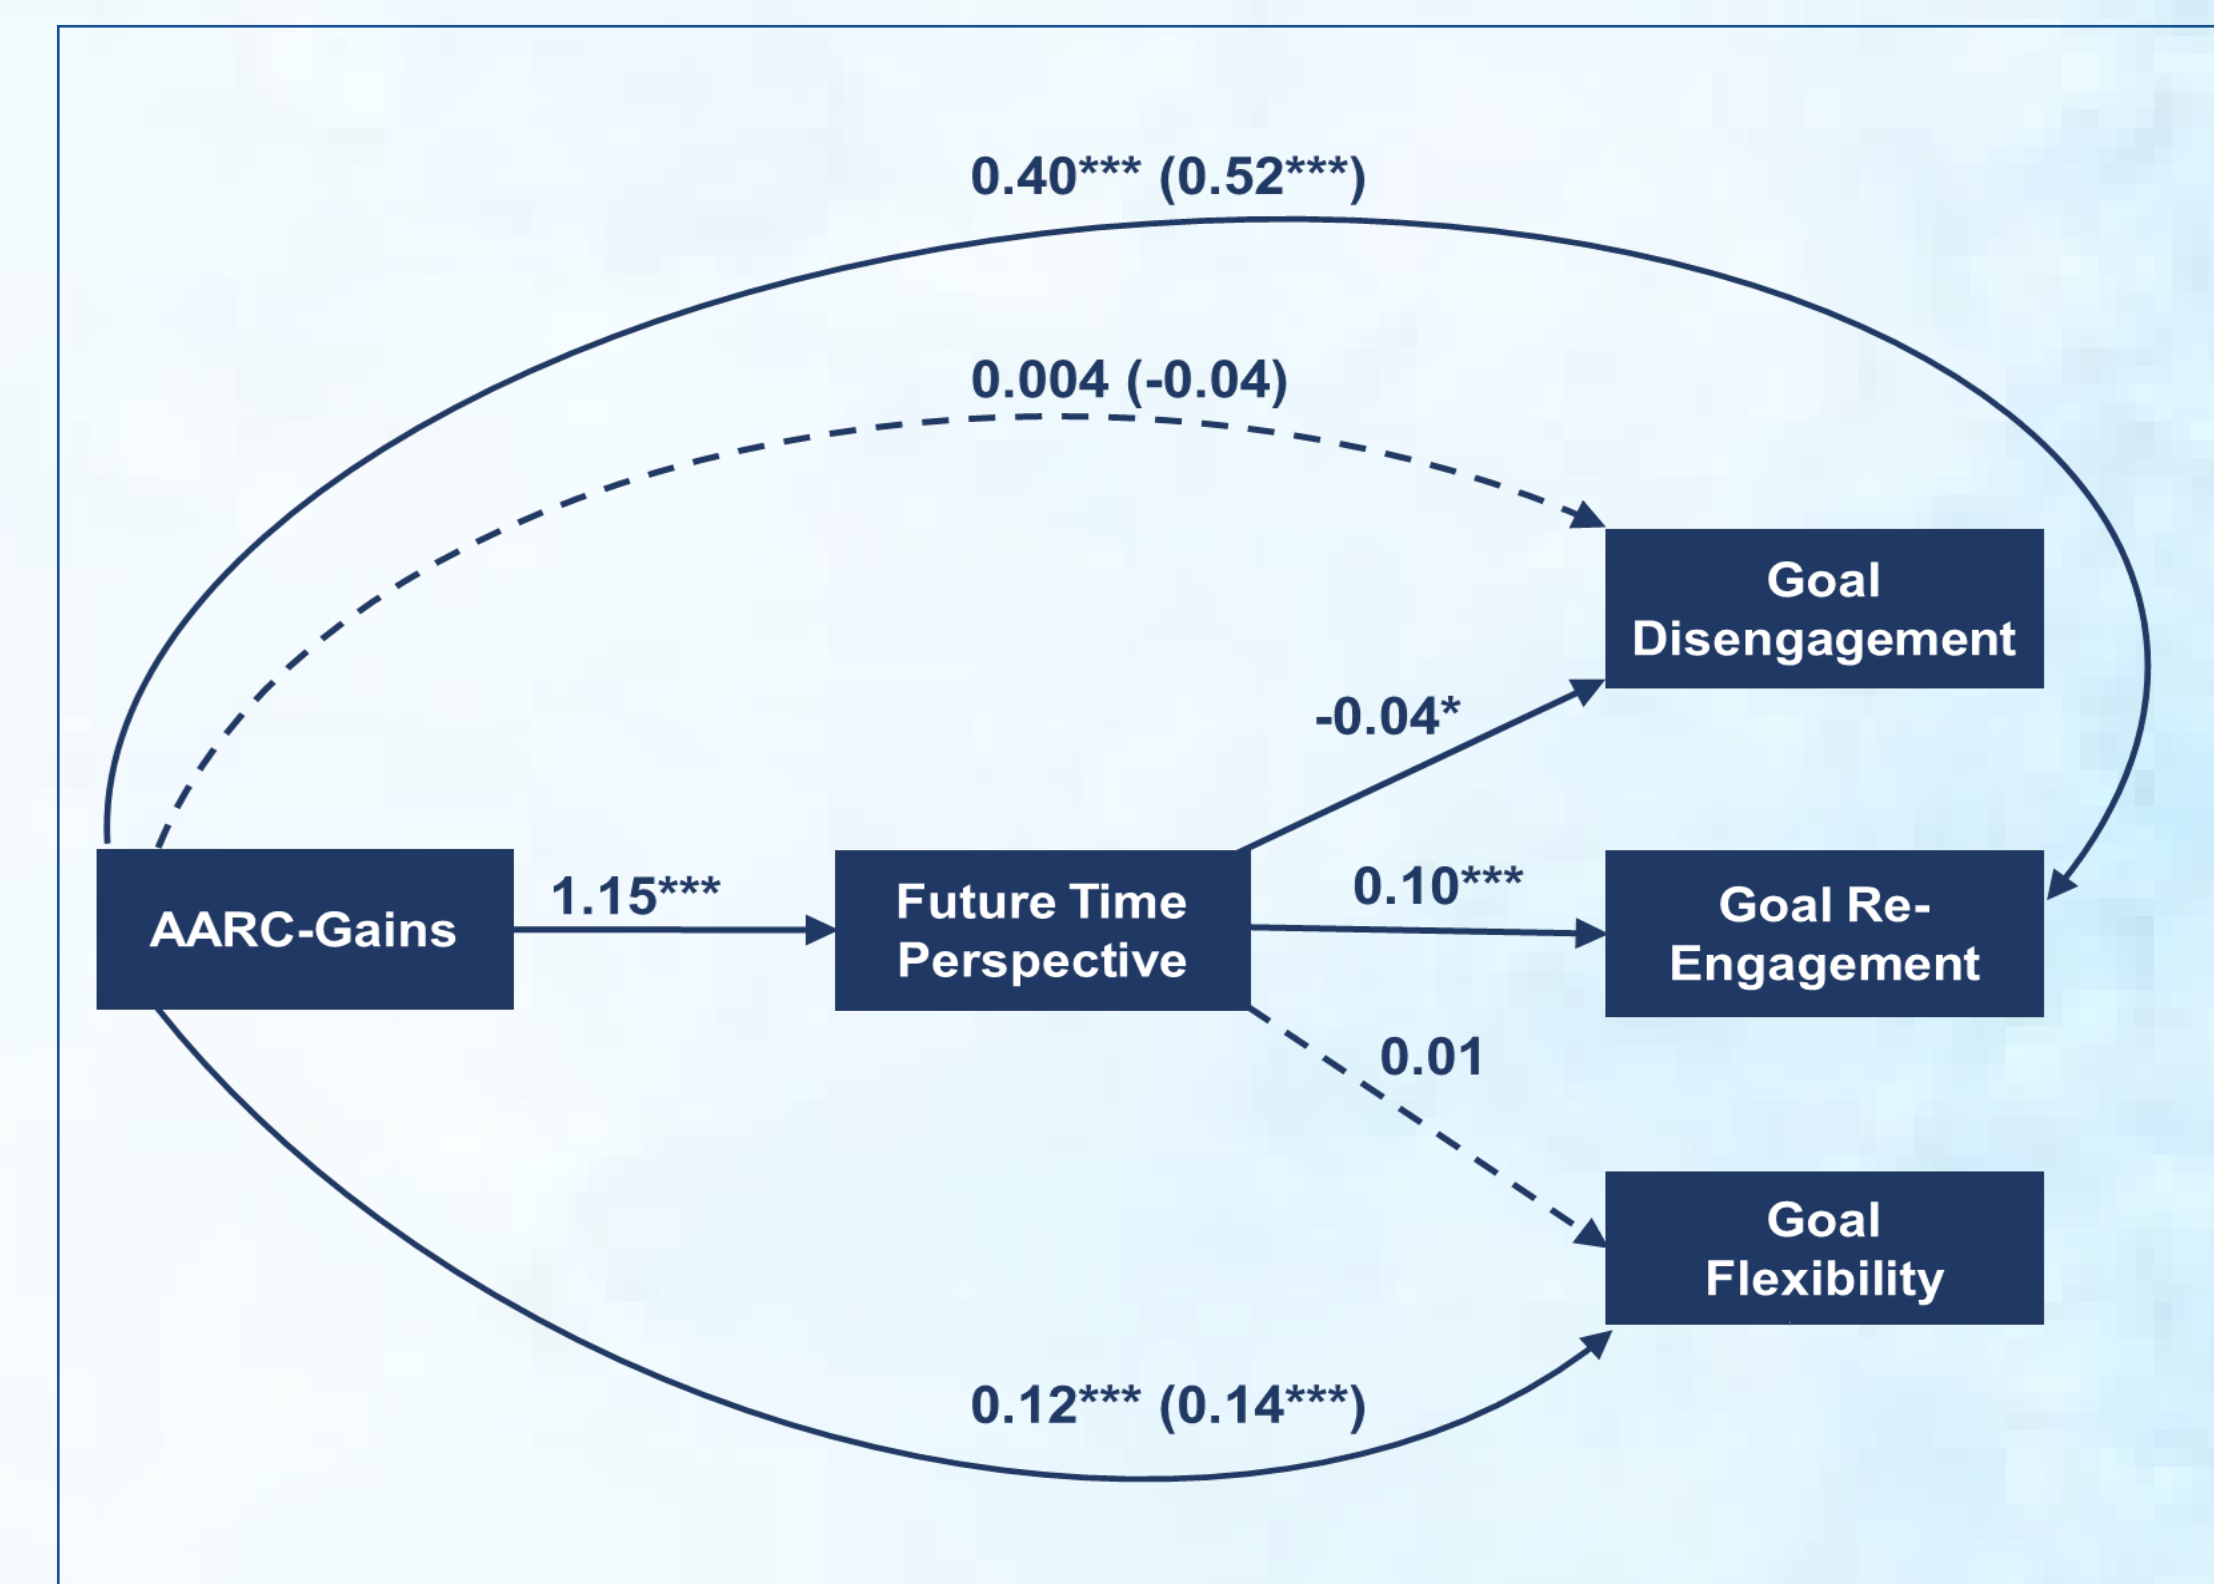 0.40*** (0.52***)
0.004 (-0.04)
Goal
Disengagement
-0.04*
1.15***
0.10***
AARC-Gains
Future Time
Perspective
Goal Re-
Engagement
0.01
Goal
Flexibility
0.12*** (0.14***)